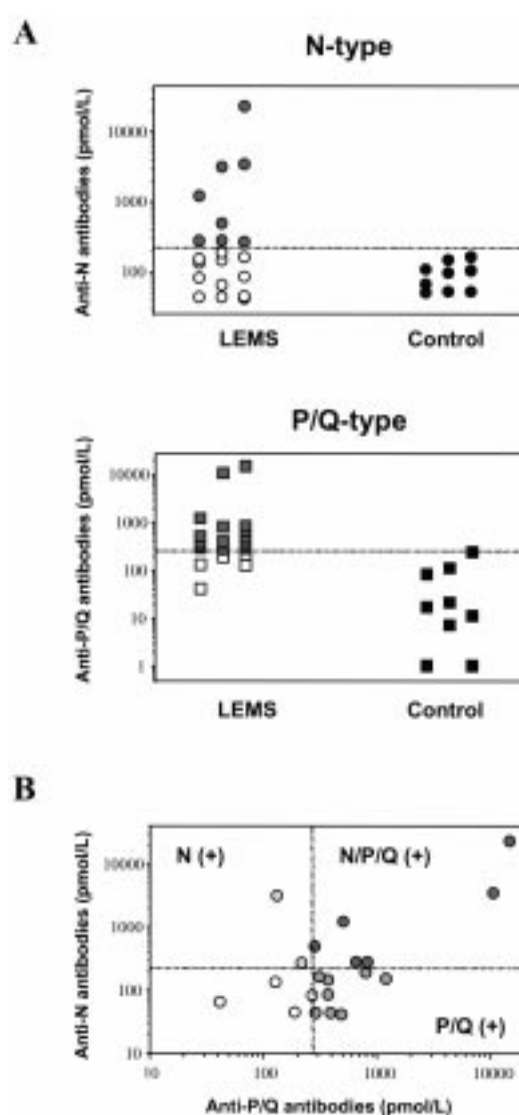 A
N-type
Anti-N antibodies (pmol/L)
10000
1000
100
LEMS
Control
P/Q-type
Anti-P/Q antibodies (pmol/L)
10000
1000
100
10
1
LEMS
Control
B
N (+)
N/P/Q (+)
P/Q (+)
Anti-N antibodies (pmol/L)
10000
1000
100
10
10
100
1000
10000
Anti-P/Q antibodies (pmol/L)